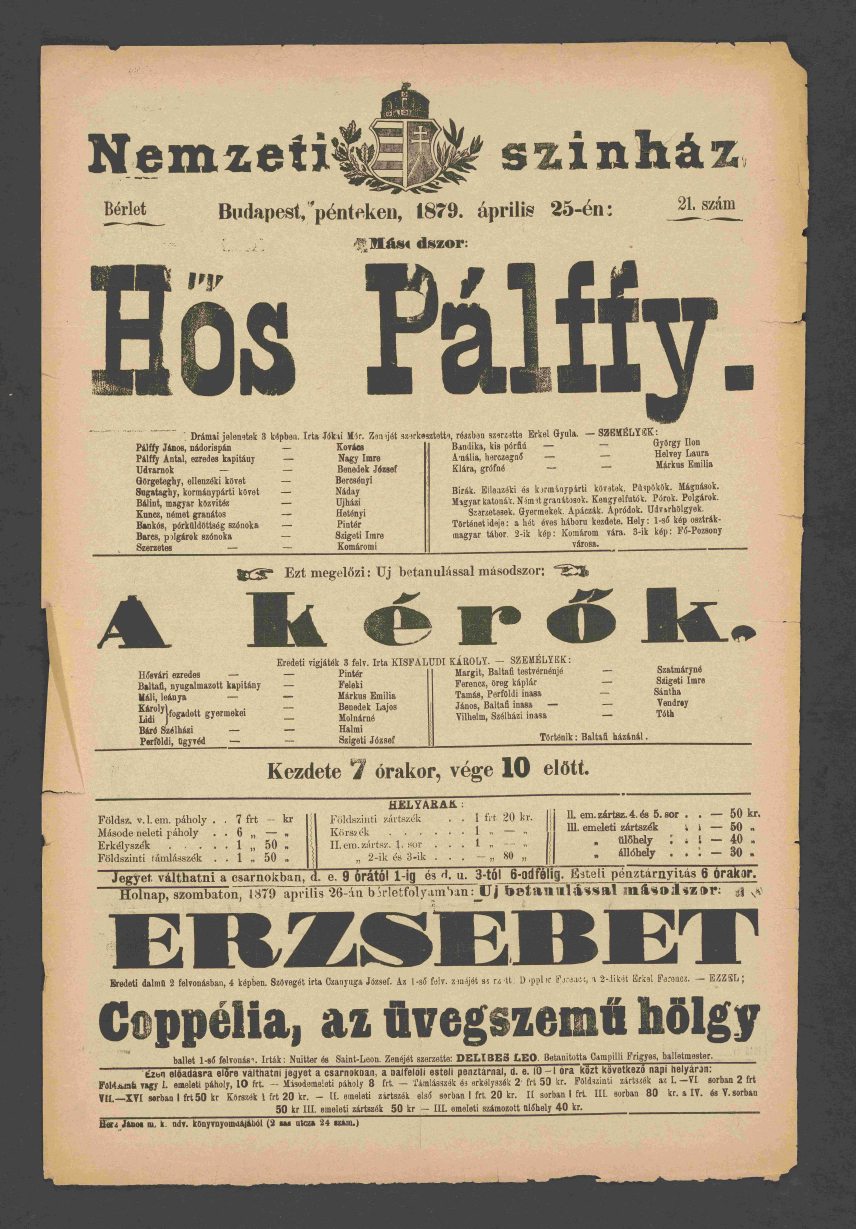 Nemzeti szinház
Bérlet Budapest, pénteken, 1879. április 25-én: 21. szám
Másodszor:
Hős Pálffy.
Drámai jelenetek 3 képben. Irta Jókai Mór. Zenéjét szerkesztette, részben szerzette Erkel Gyula. — SZEMÉLYEK:
Pálffy János, nádorispán — Kovács
Pálffy Antal, ezredes kapitány — Nagy Imre
Udvarnok — Benedek József
Görgeteghy, ellenzéki követ — Bercsényi
Sugataghy, kormánypárti követ — Náday
Bálint, magyar közvités — Ujházi
Kuncz, német granátos — Hetényi
Bankós, pórküldöttség szónoka — Pintér
Barcs, polgárok szónoka — Szigeti Imre
Szerzetes — — Komáromi
Bandika, kis pórfiú — György Ilon
Amália, herczegnő — — Helvey Laura
Klára, grófné — — Márkus Emilia
Birák. Ellenzéki és kormánypárti követek. Püspökök. Mágnások.
Magyar katonák. Német granátosok. Kengyelfutók. Pórok. Polgárok.
Szerzetesek. Gyermekek. Apáczák. Apródok. Udvarhölgyek.
Történet ideje: a hét éves háboru kezdete. Hely: 1-ső kép osztrák-
magyar tábor. 2-ik kép: Komárom vára. 3-ik kép: Fő-Pozsony
városa.
Ezt megelőzi: Uj betanulással másodszor:
A kérők.
Eredeti vigjáték 3 felv. Irta KISFALUDI KÁROLY. — SZEMÉLYEK:
Hősvári ezredes — — Pintér
Baltafi, nyugalmazott kapitány — Feleki
Máli, leánya — Márkus Emilia
Károly } fogadott gyermekei — Benedek Lajos
Lidi } — Molnárné
Báró Szélházi — — Halmi
Perföldi, ügyvéd — — Szigeti József
Margit, Baltafi testvérnénjé — Szatmáryné
Ferencz, öreg káplár — Szigeti Imre
Tamás, Perföldi inasa — Sántha
János, Baltafi inasa — — Vendrey
Vilhelm, Szélházi inasa — Tóth
Történik: Baltafi házánál.
Kezdete 7 órakor, vége 10 előtt.
HELYÁRAK:
Földsz. v. I. em. páholy . . 7 frt — kr
Másodemeleti páholy . . 6 „ — „
Erkélyszék . . . . . 1 „ 50 „
Földszinti támlásszék . . 1 „ 50 „
Földszinti zártszék . . 1 frt 20 kr.
Körszék . . . . . . 1 „ — „
II. em. zártsz. 1. sor . . . 1 „ — „
„ 2-ik és 3-ik . . . — „ 80 „
II. em. zártsz. 4. és 5. sor . . — 50 kr.
III. emeleti zártszék . . — 50 „
„ ülőhely . . — 40 „
„ állóhely . . — 30 „
Jegyet válthatni a csarnokban, d. e. 9 órától 1-ig és d. u. 3-tól 6-odfélig. Esteli pénztárnyitás 6 órakor.
Holnap, szombaton, 1879 aprilis 26-án bérletfolyamban: Uj betanulással másodszor:
ERZSEBET
Eredeti dalmű 2 felvonásban, 4 képben. Szövegét irta Czanyuga József. Az 1-ső felv. zenéjét szerzette Doppler Ferencz, a 2-dikét Erkel Ferencz. — EZZEL;
Coppélia, az üvegszemű hölgy
ballet 1-ső felvonása. Irták: Nuitter és Saint-Leon. Zenéjét szerzette: DELIBES LEO. Betanitotta Campilli Frigyes, balletmester.
Ezen előadásra előre válthatni jegyet a csarnokban, a balfelőli esteli pénztárnál, d. e. 10—1 óra közt következő napi helyáron:
Földszinti vagy I. emeleti páholy, 10 frt. — Másodemeleti páholy 8 frt. — Támlásszék és erkélyszék 2 frt 50 kr. Földszinti zártszék az I. —VI sorban 2 frt
VII.—XVI sorban 1 frt 50 kr Körszék 1 frt 20 kr. — II. emeleti zártszék első sorban 1 frt. 20 kr. II sorban 1 frt. III. sorban 80 kr. a IV. és V. sorban
50 kr III. emeleti zártszék 50 kr — III. emeleti számozott ülőhely 40 kr.
János m. k. udv. könyvnyomdájából (2 sas utcza 24 szám.)